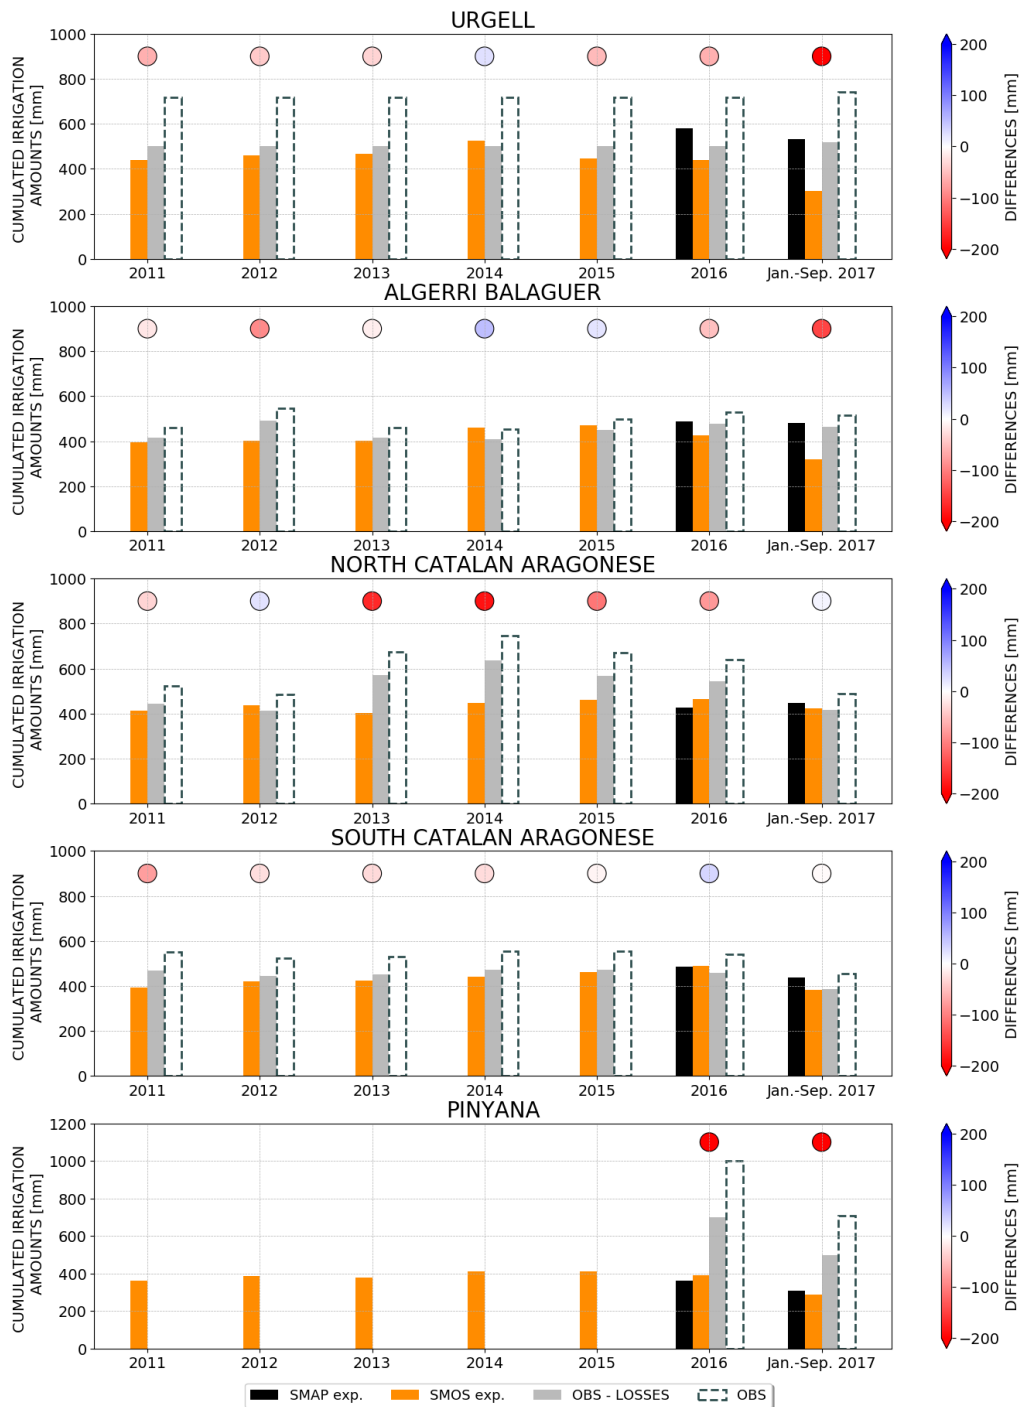 URGELL
CUMULATED IRRIGATION
AMOUNTS [mm]
1000
800
600
400
200
0
2011 2012 2013 2014 2015 2016 Jan.-Sep. 2017
200
100
0
−100
−200
DIFFERENCES [mm]
ALGERRI BALAGUER
CUMULATED IRRIGATION
AMOUNTS [mm]
1000
800
600
400
200
0
2011 2012 2013 2014 2015 2016 Jan.-Sep. 2017
200
100
0
−100
−200
DIFFERENCES [mm]
NORTH CATALAN ARAGONESE
CUMULATED IRRIGATION
AMOUNTS [mm]
1000
800
600
400
200
0
2011 2012 2013 2014 2015 2016 Jan.-Sep. 2017
200
100
0
−100
−200
DIFFERENCES [mm]
SOUTH CATALAN ARAGONESE
CUMULATED IRRIGATION
AMOUNTS [mm]
1000
800
600
400
200
0
2011 2012 2013 2014 2015 2016 Jan.-Sep. 2017
200
100
0
−100
−200
DIFFERENCES [mm]
PINYANA
CUMULATED IRRIGATION
AMOUNTS [mm]
1200
1000
800
600
400
200
0
2011 2012 2013 2014 2015 2016 Jan.-Sep. 2017
200
100
0
−100
−200
DIFFERENCES [mm]
SMAP exp. SMOS exp. OBS - LOSSES OBS